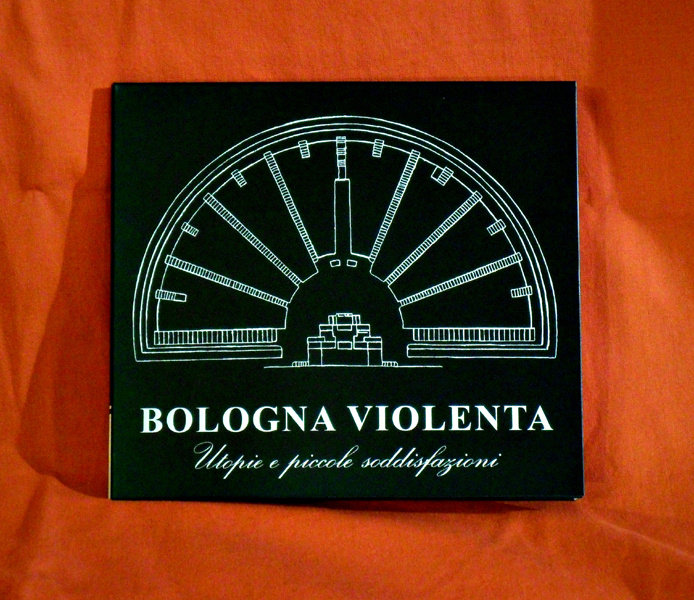 BOLOGNA VIOLENTA
Utopie e piccole soddisfazioni